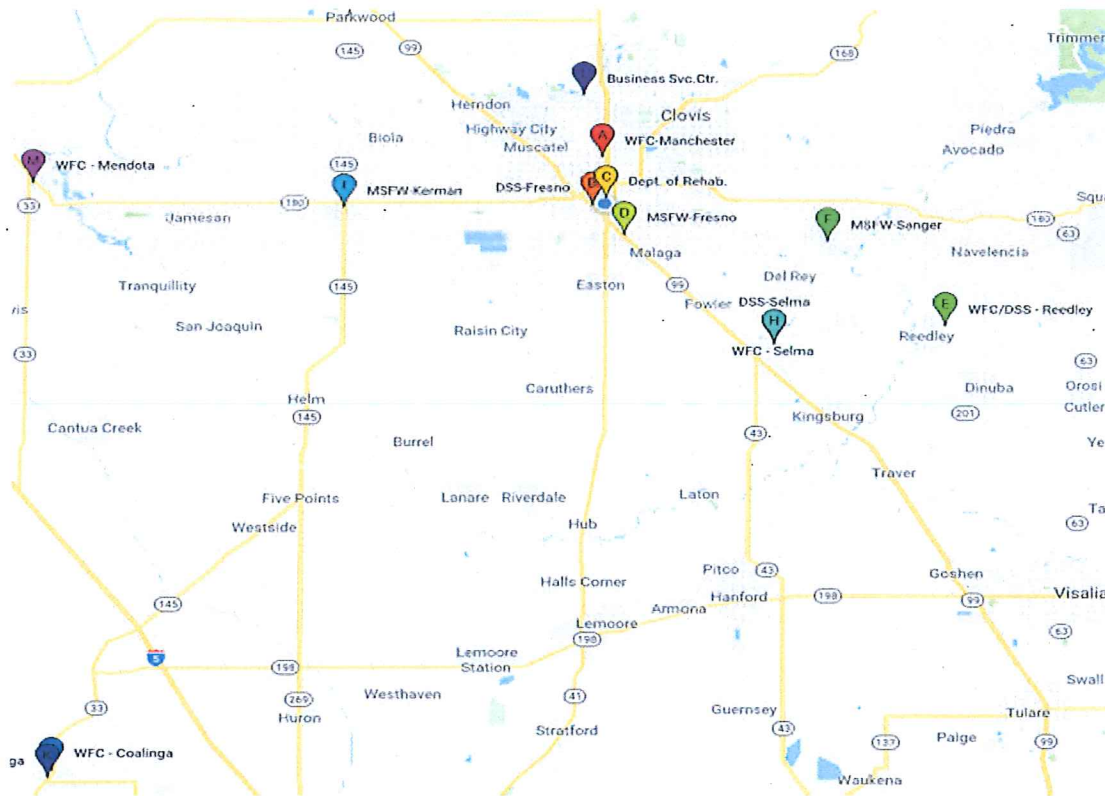 Parkwood
145
99
168
Trimmer
Business Svc.Ctr.
Herndon
Clovis
Highway City
Muscatel
Biola
A
WFC-Manchester
Piedra
Avocado
M
WFC - Mendota
145
I
MSFW-Kerman
DSS-Fresno
C
Dept. of Rehab.
33
Jamesan
180
D
MSFW-Fresno
F
MSFW-Sanger
Squ
180
63
Malaga
Navelencia
Tranquillity
145
Easton
99
Del Rey
Fowler
DSS-Selma
H
WFC - Selma
E
WFC/DSS - Reedley
Reedley
ris
San Joaquin
Raisin City
33
63
Caruthers
Dinuba
Orosi
Helm
145
Kingsburg
201
Cutler
Cantua Creek
Burrel
43
Ye
Traver
Five Points
Lanare
Riverdale
Laton
Westside
Hub
63
Ta
Pitco
43
Goshen
Halls Corner
Hanford
198
99
Visalia
145
Armona
Lemoore
198
63
5
Lemoore
Station
198
Westhaven
Swall
33
269
Huron
41
Stratford
Guernsey
43
Tulare
137
Paige
99
ga
K
WFC - Coalinga
Waukena